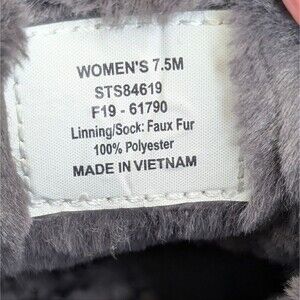 WOMEN'S 7.5M
STS84619
F19 - 61790
Linning/Sock: Faux Fur
100% Polyester
MADE IN VIETNAM